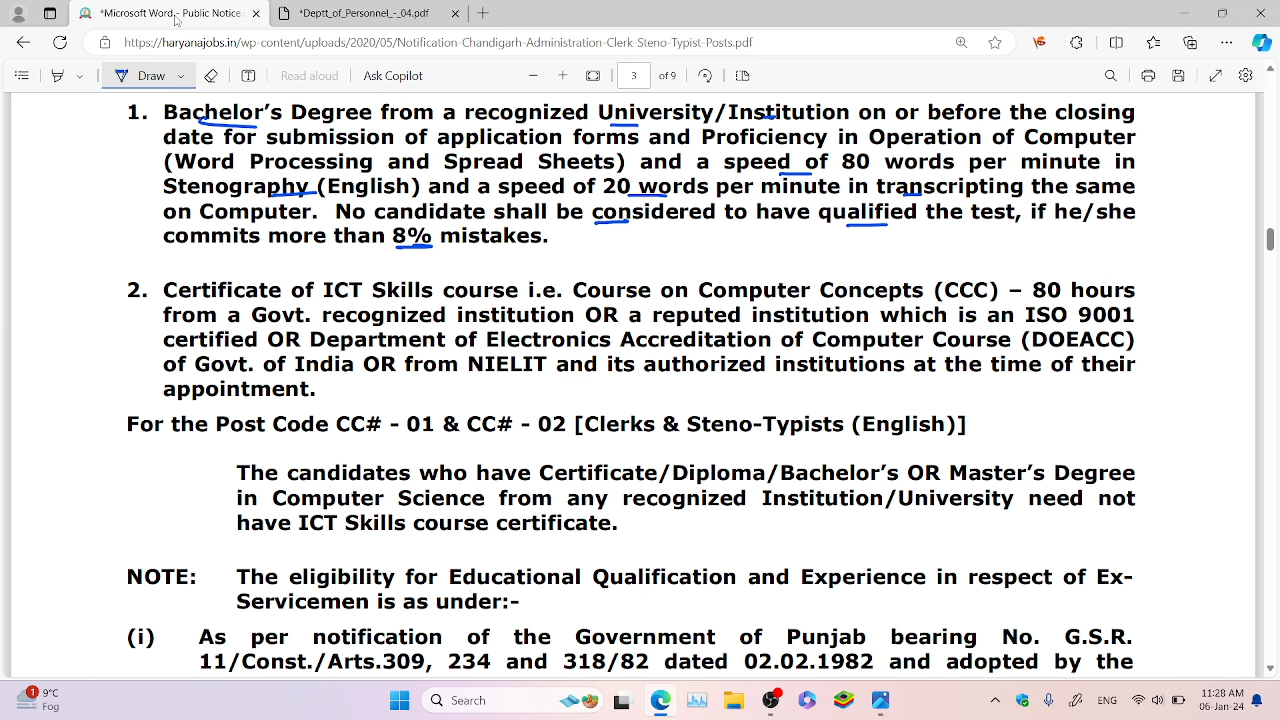 *Microsoft Word - Public Notice.
*Deptt_of_Personnel_-_04.pdf
https://haryanajobs.in/wp-content/uploads/2020/05/Notification-Chandigarh-Administration-Clerk-Steno-Typist-Posts.pdf
Draw
Read aloud
Ask Copilot
3 of 9
1. Bachelor's Degree from a recognized University/Institution on or before the closing
date for submission of application forms and Proficiency in Operation of Computer
(Word Processing and Spread Sheets) and a speed of 80 words per minute in
Stenography (English) and a speed of 20 words per minute in transcripting the same
on Computer. No candidate shall be considered to have qualified the test, if he/she
commits more than 8% mistakes.
2. Certificate of ICT Skills course i.e. Course on Computer Concepts (CCC) – 80 hours
from a Govt. recognized institution OR a reputed institution which is an ISO 9001
certified OR Department of Electronics Accreditation of Computer Course (DOEACC)
of Govt. of India OR from NIELIT and its authorized institutions at the time of their
appointment.
For the Post Code CC# - 01 & CC# - 02 [Clerks & Steno-Typists (English)]
The candidates who have Certificate/Diploma/Bachelor's OR Master's Degree
in Computer Science from any recognized Institution/University need not
have ICT Skills course certificate.
NOTE: The eligibility for Educational Qualification and Experience in respect of Ex-
Servicemen is as under:-
(i) As per notification of the Government of Punjab bearing No. G.S.R.
11/Const./Arts.309, 234 and 318/82 dated 02.02.1982 and adopted by the
1
9°C
Fog
Search
ENG
11:28 AM
06-Jan-24